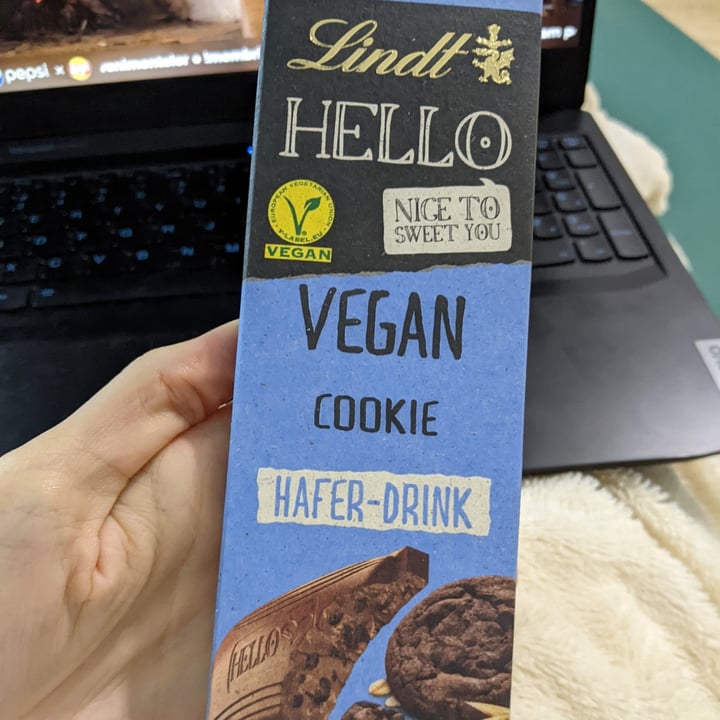 pepsi x
Lindt
HELLO
EUROPEAN VEGETARIAN UNION
V-LABEL.EU
VEGAN
NICE TO
SWEET YOU
VEGAN
COOKIE
HAFER-DRINK
HELLO